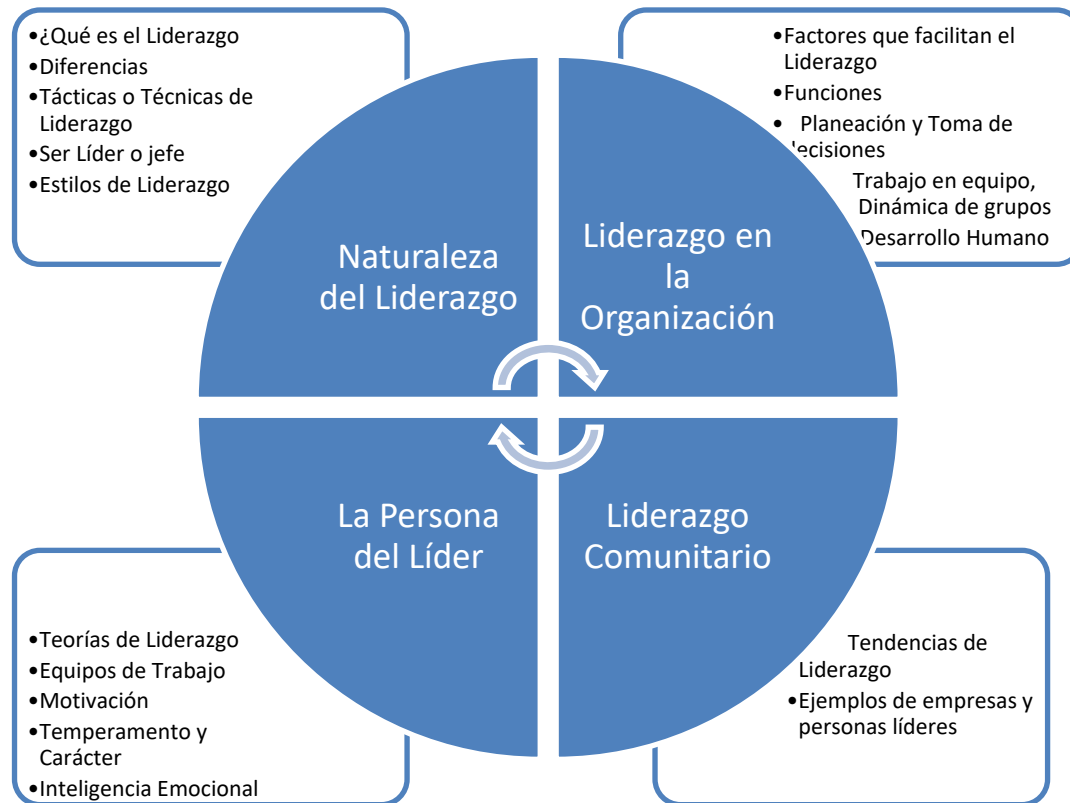 •¿Qué es el Liderazgo
•Diferencias
•Tácticas o Técnicas de
Liderazgo
•Ser Líder o jefe
•Estilos de Liderazgo
•Factores que facilitan el
Liderazgo
•Funciones
• Planeación y Toma de
decisiones
Trabajo en equipo,
Dinámica de grupos
Desarrollo Humano
Naturaleza
del Liderazgo
Liderazgo en
la
Organización
La Persona
del Líder
Liderazgo
Comunitario
•Teorías de Liderazgo
•Equipos de Trabajo
•Motivación
•Temperamento y
Carácter
•Inteligencia Emocional
Tendencias de
Liderazgo
•Ejemplos de empresas y
personas líderes